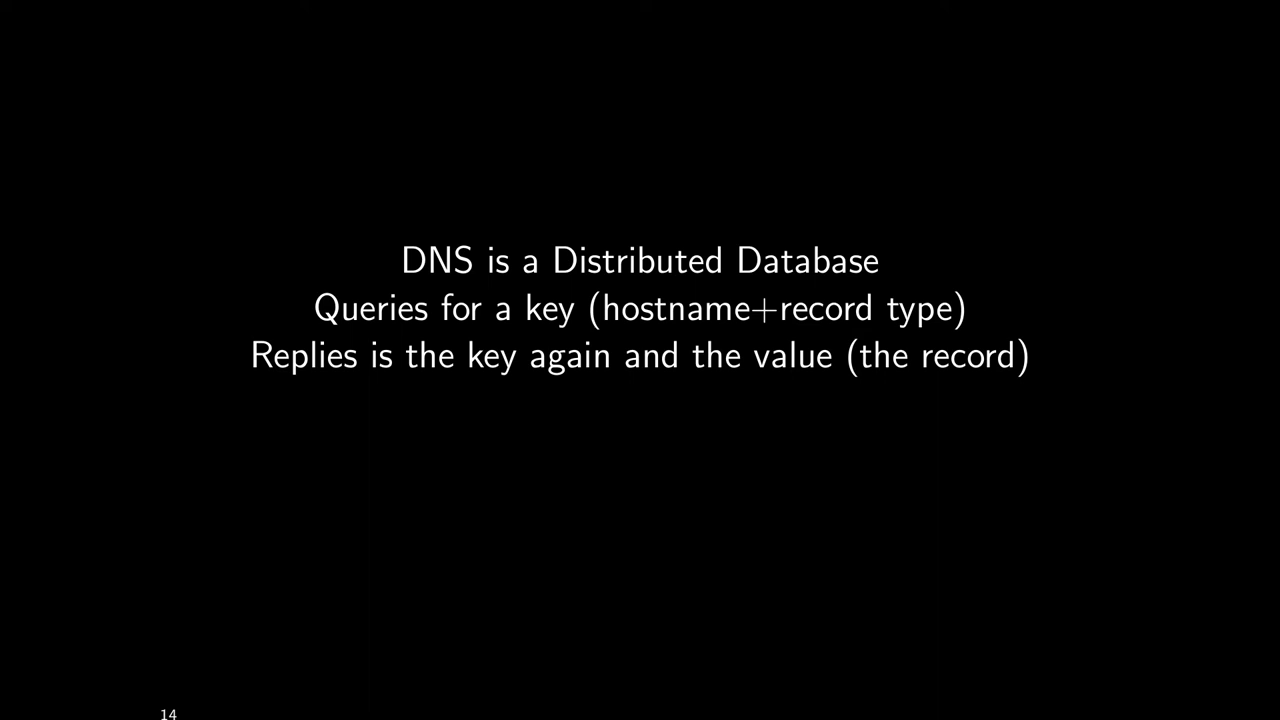 DNS is a Distributed Database
Queries for a key (hostname+record type)
Replies is the key again and the value (the record)
14